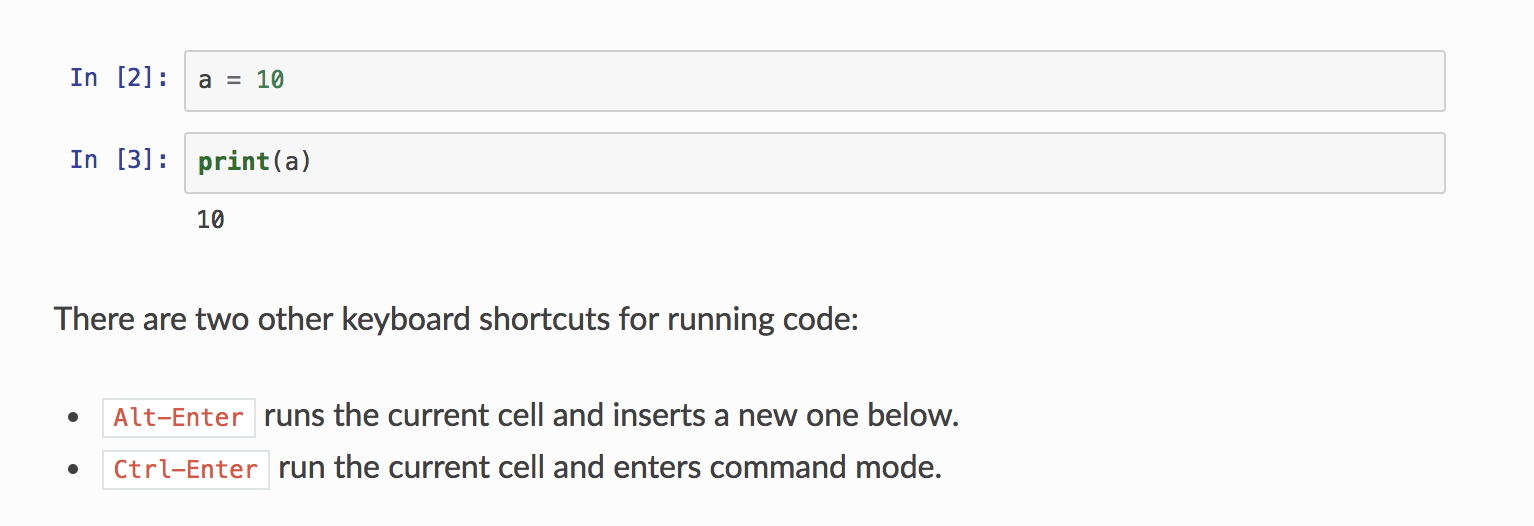 In [2]: a = 10
In [3]: print(a)
10
There are two other keyboard shortcuts for running code:
• Alt-Enter runs the current cell and inserts a new one below.
• Ctrl-Enter run the current cell and enters command mode.